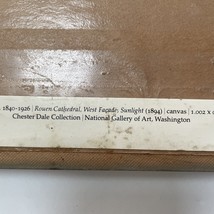 1840-1926 | Rouen Cathedral, West Façade, Sunlight (1894) | canvas | 1.002 x
Chester Dale Collection | National Gallery of Art, Washington